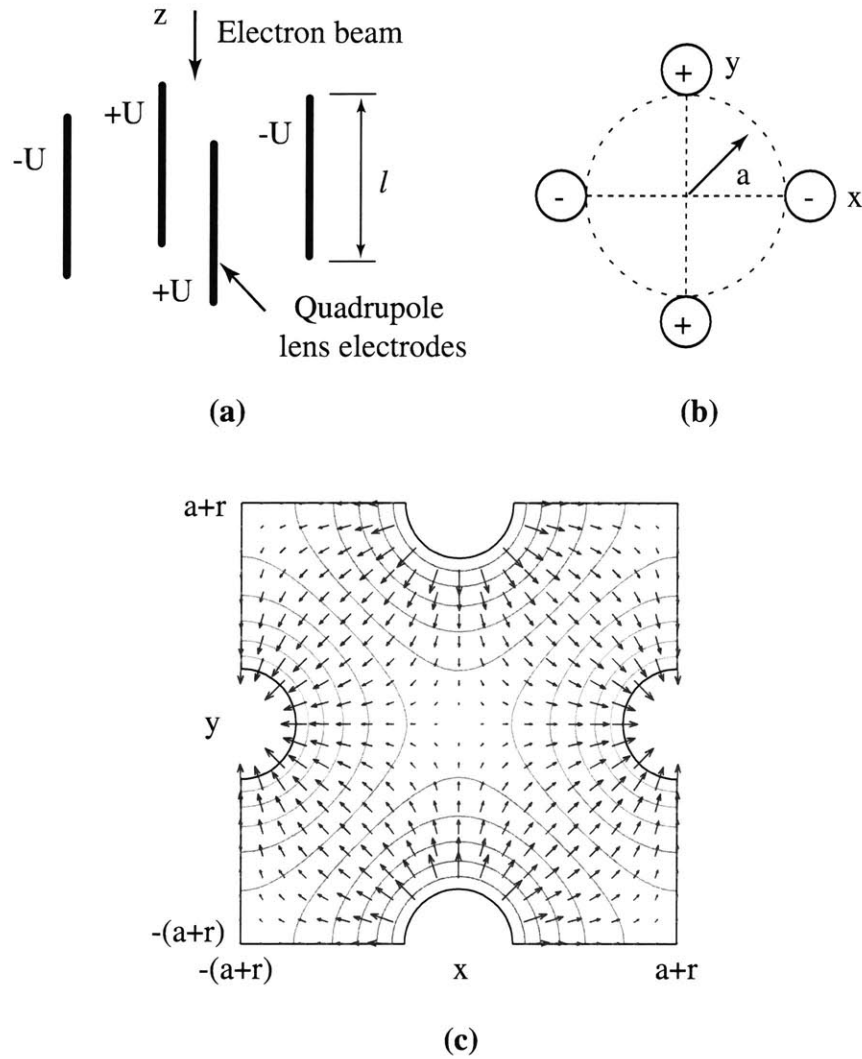 z
Electron beam
+U
-U
-U
l
+U
Quadrupole
lens electrodes
(a)
+
y
a
-
-
x
+
(b)
a+r
y
-(a+r)
-(a+r)
x
a+r
(c)